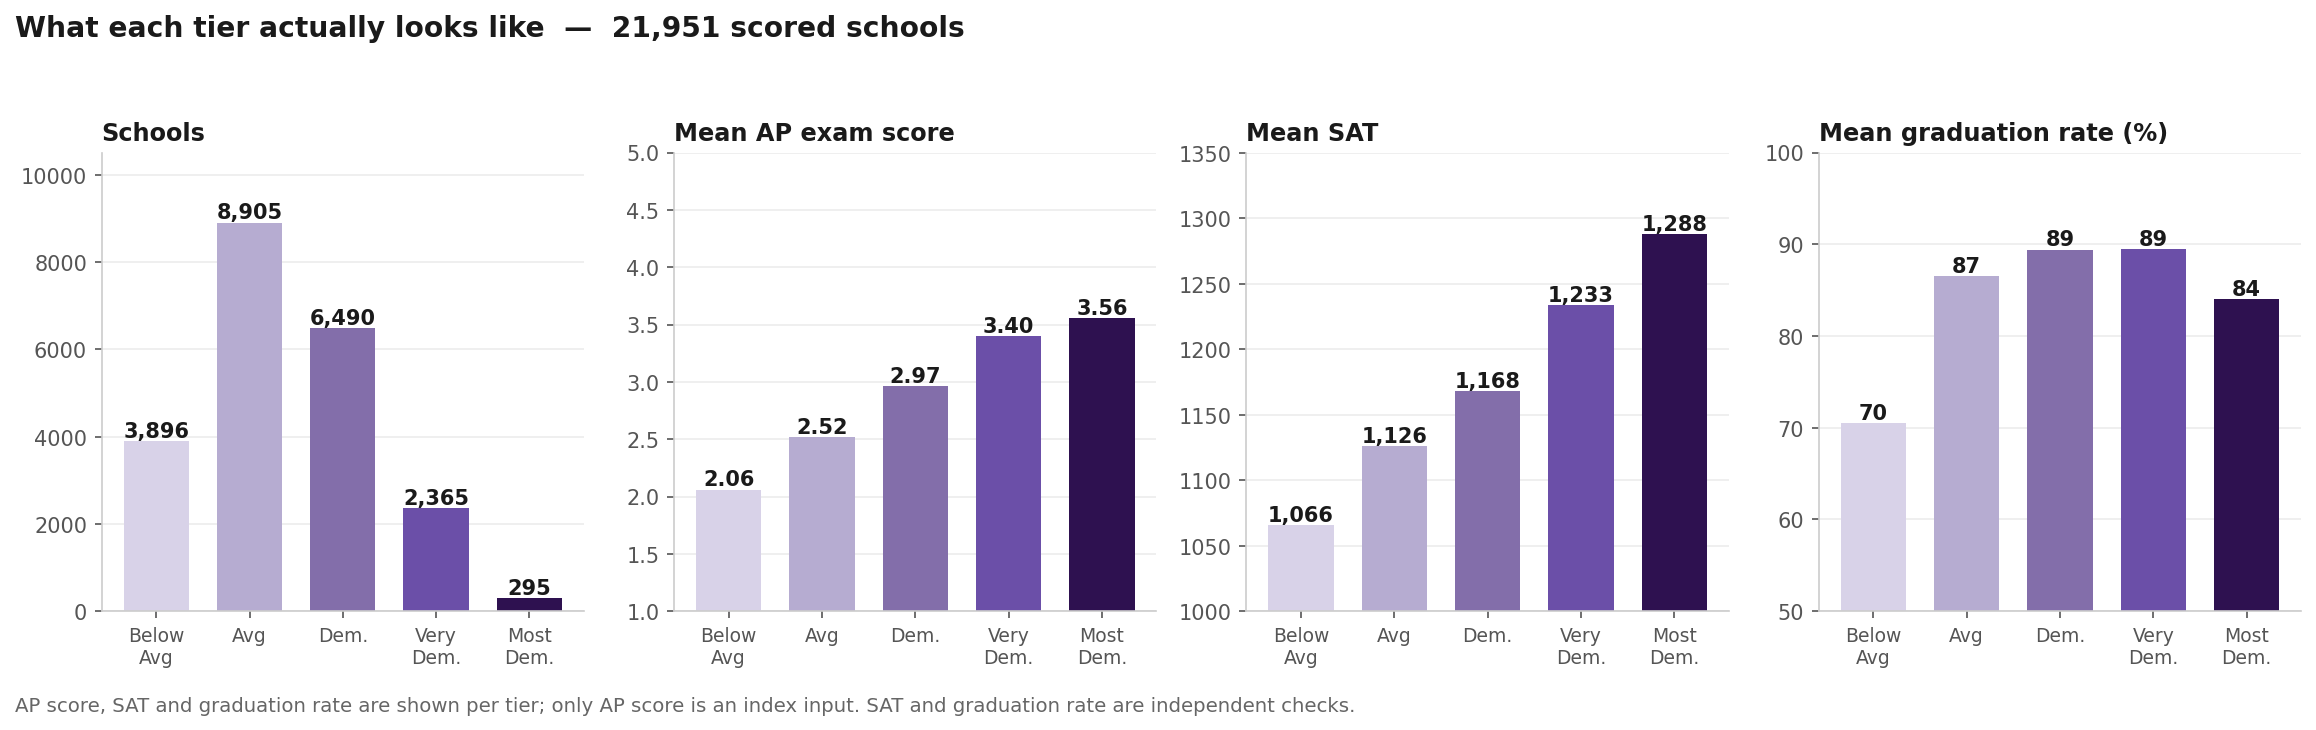 What each tier actually looks like — 21,951 scored schools
Schools
10000
8000
6000
4000
2000
0
3,896
8,905
6,490
2,365
295
Below
Avg
Avg
Dem.
Very
Dem.
Most
Dem.
Mean AP exam score
5.0
4.5
4.0
3.5
3.0
2.5
2.0
1.5
1.0
2.06
2.52
2.97
3.40
3.56
Below
Avg
Avg
Dem.
Very
Dem.
Most
Dem.
Mean SAT
1350
1300
1250
1200
1150
1100
1050
1000
1,066
1,126
1,168
1,233
1,288
Below
Avg
Avg
Dem.
Very
Dem.
Most
Dem.
Mean graduation rate (%)
100
90
80
70
60
50
70
87
89
89
84
Below
Avg
Avg
Dem.
Very
Dem.
Most
Dem.
AP score, SAT and graduation rate are shown per tier; only AP score is an index input. SAT and graduation rate are independent checks.